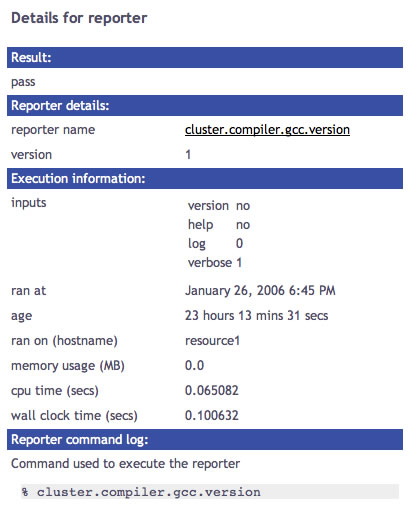 Details for reporter
Result:
pass
Reporter details:
reporter name cluster.compiler.gcc.version
version 1
Execution information:
inputs version no
help no
log 0
verbose 1
ran at January 26, 2006 6:45 PM
age 23 hours 13 mins 31 secs
ran on (hostname) resource1
memory usage (MB) 0.0
cpu time (secs) 0.065082
wall clock time (secs) 0.100632
Reporter command log:
Command used to execute the reporter
% cluster.compiler.gcc.version